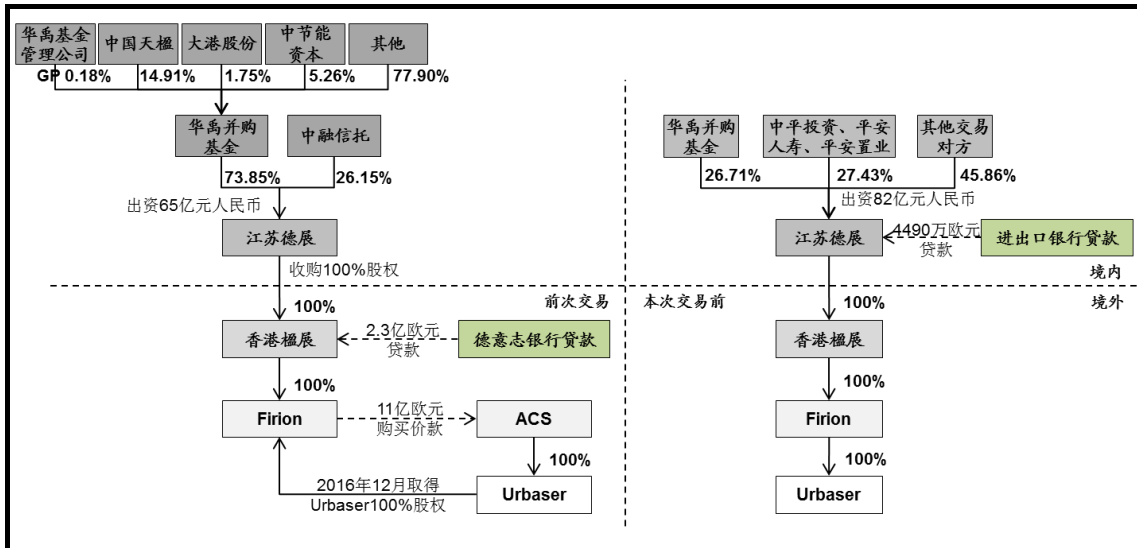 华禹基金
管理公司
中国天楹
大港股份
中节能
资本
其他
GP 0.18%
14.91%
1.75%
5.26%
77.90%
华禹并购
基金
中融信托
73.85%
26.15%
出资65亿元人民币
江苏德展
收购100%股权
100%
前次交易
香港楹展
2.3亿欧元
贷款
德意志银行贷款
100%
Firion
11亿欧元
购买价款
ACS
100%
2016年12月取得
Urbaser100%股权
Urbaser
华禹并购
基金
中平投资、平安
人寿、平安置业
其他交易
对方
26.71%
27.43%
45.86%
出资82亿元人民币
江苏德展
4490万欧元
贷款
进出口银行贷款
境内
本次交易前
境外
100%
香港楹展
100%
Firion
100%
Urbaser